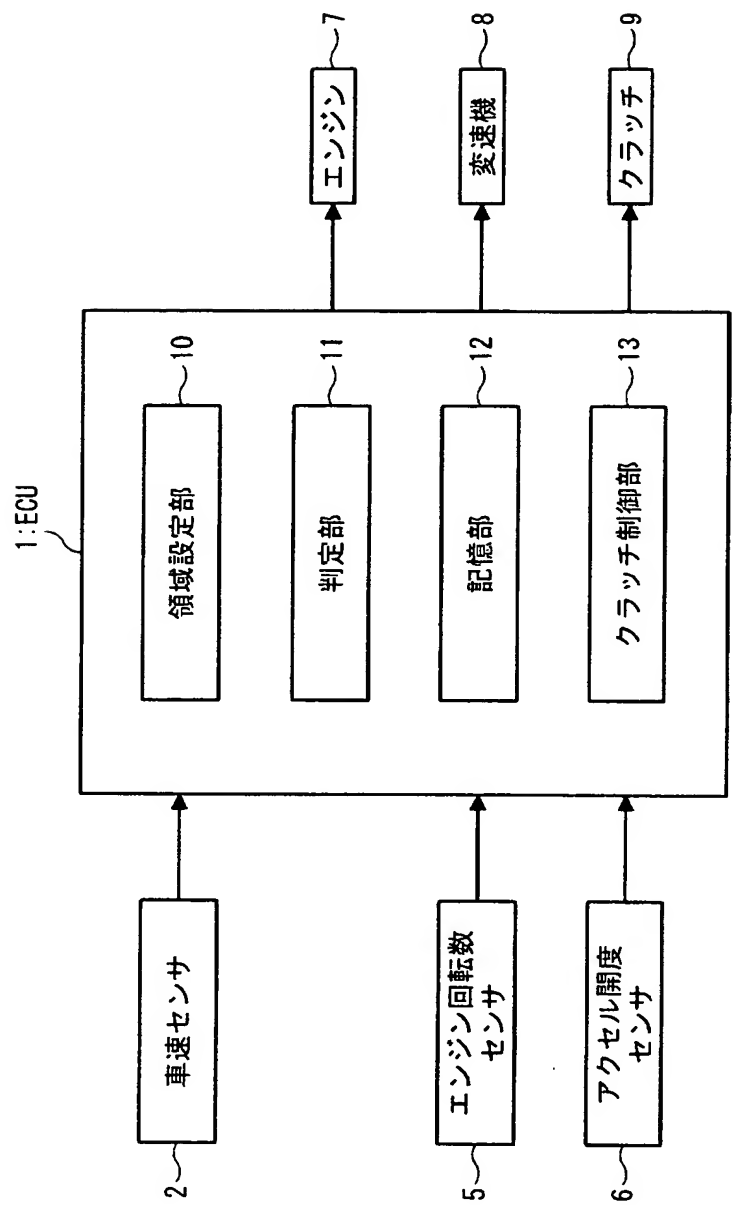 1:ECU
車速センサ
2
エンジン回転数
センサ
5
アクセル開度
センサ
6
領域設定部
10
判定部
11
記憶部
12
クラッチ制御部
13
エンジン
7
変速機
8
クラッチ
9